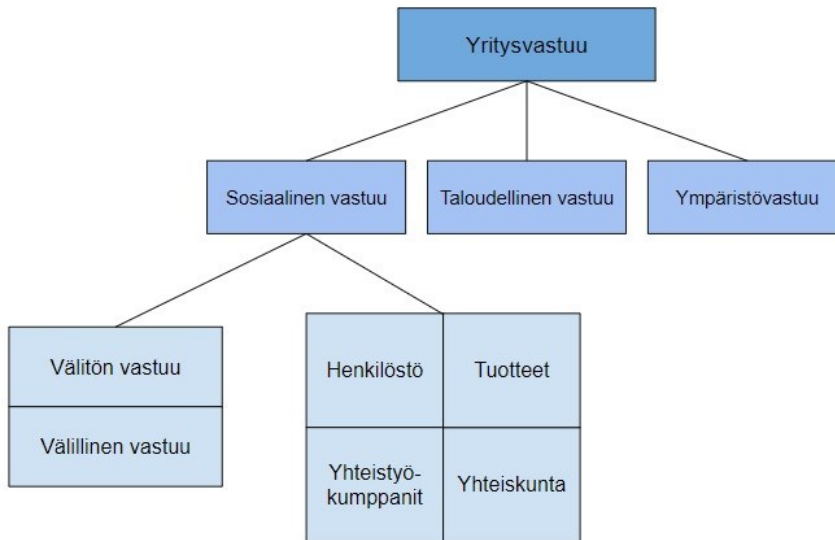 Yritysvastuu
Sosiaalinen vastuu
Taloudellinen vastuu
Ympäristövastuu
Välitön vastuu
Välillinen vastuu
Henkilöstö
Tuotteet
Yhteistyö-
kumppanit
Yhteiskunta